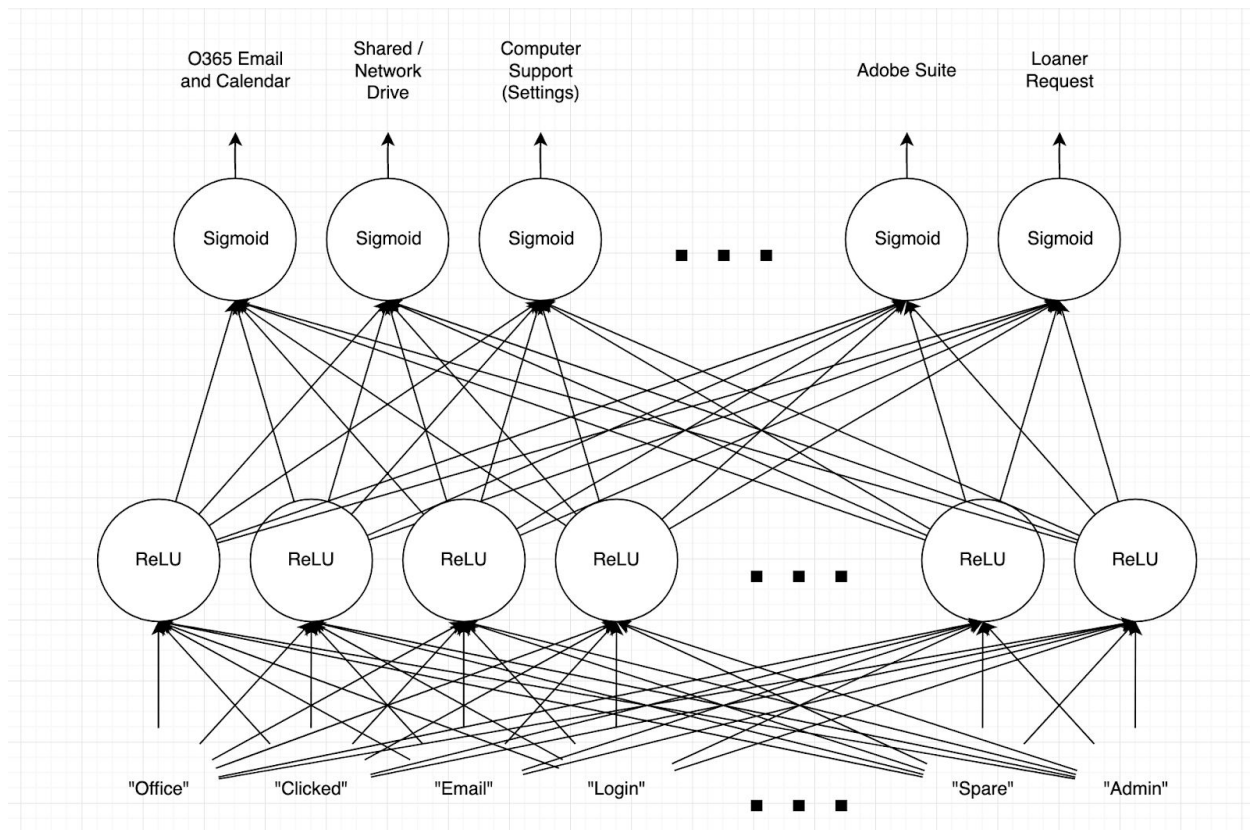 O365 Email
and Calendar
Shared /
Network
Drive
Computer
Support
(Settings)
Adobe Suite
Loaner
Request
Sigmoid
Sigmoid
Sigmoid
Sigmoid
Sigmoid
ReLU
ReLU
ReLU
ReLU
ReLU
ReLU
"Office"
"Clicked"
"Email"
"Login"
"Spare"
"Admin"